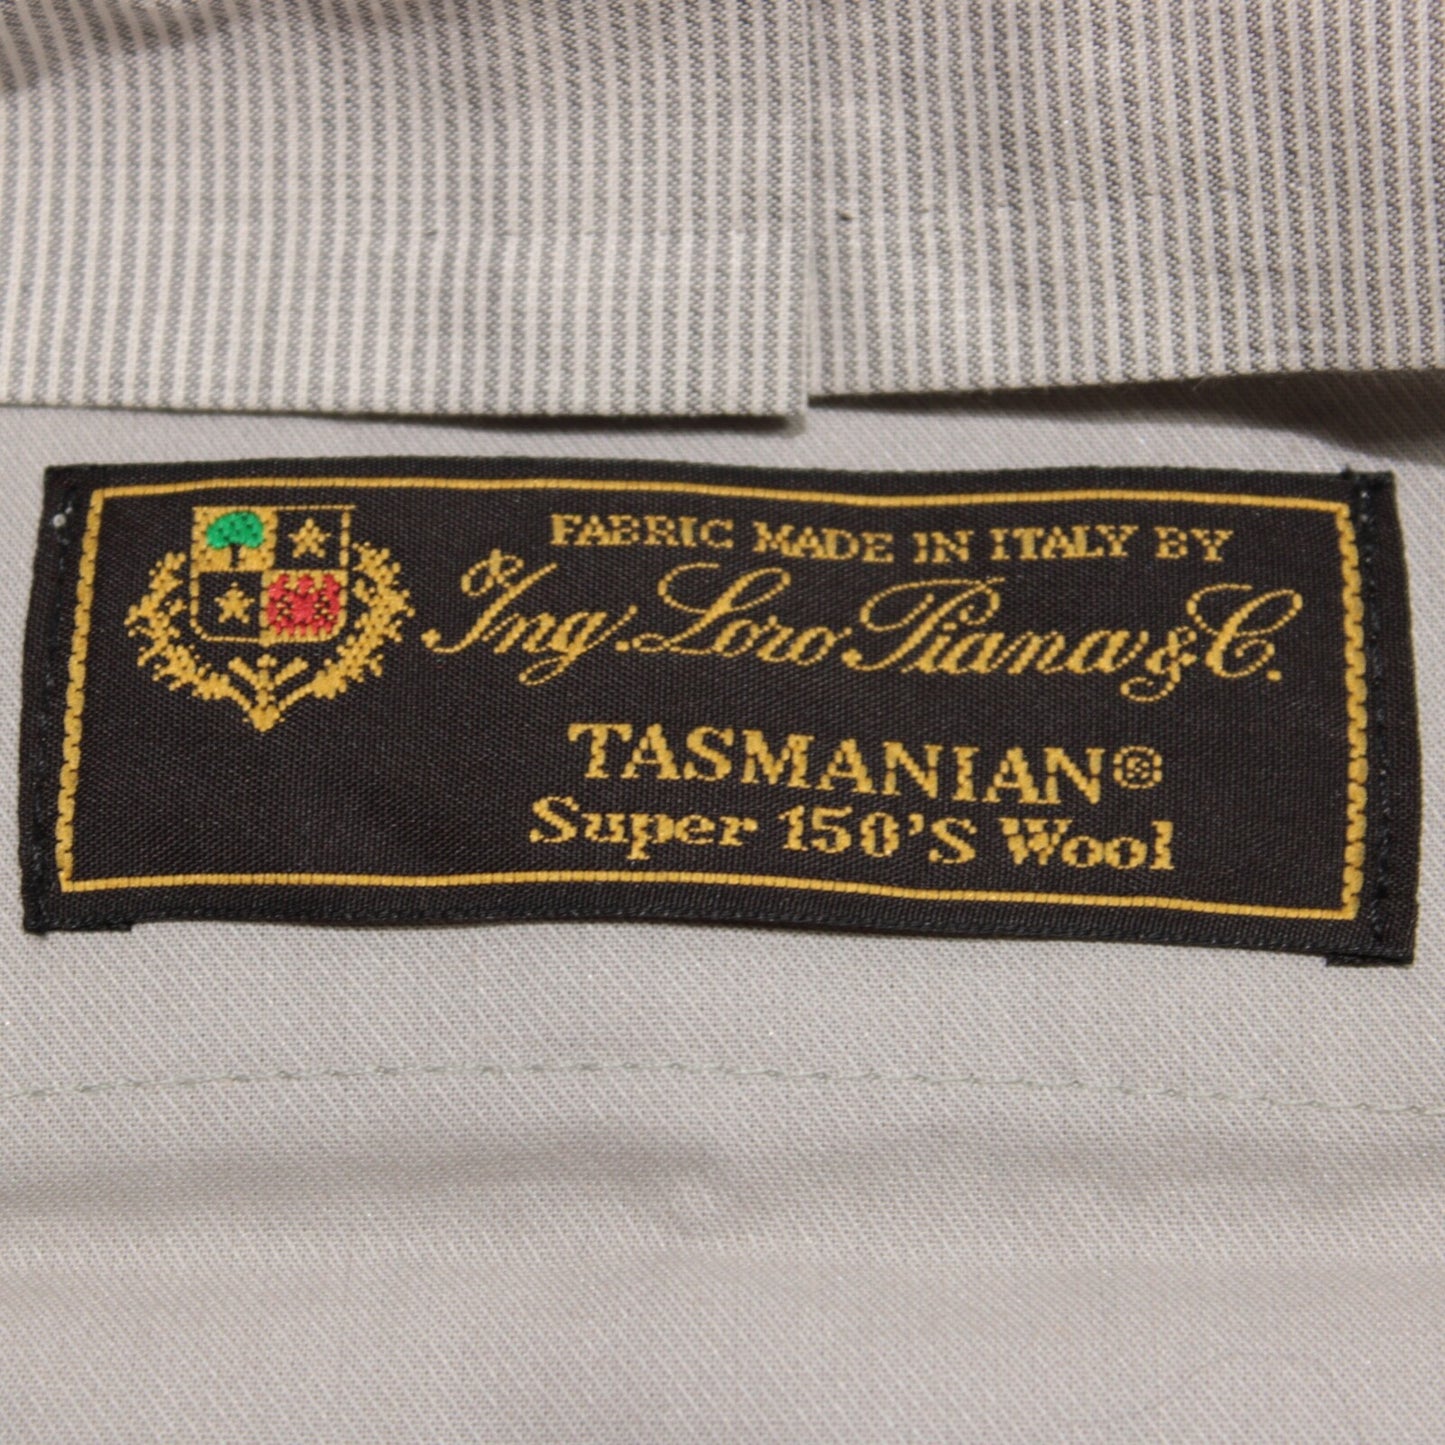 FABRIC MADE IN ITALY BY
Ing. Loro Piana & C.
TASMANIAN®
Super 150'S Wool